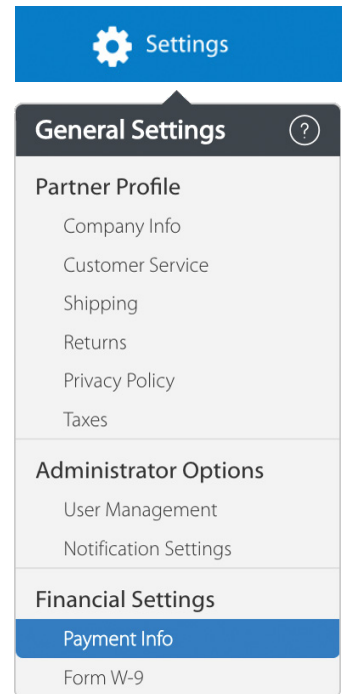 Settings
General Settings ?
Partner Profile
Company Info
Customer Service
Shipping
Returns
Privacy Policy
Taxes
Administrator Options
User Management
Notification Settings
Financial Settings
Payment Info
Form W-9